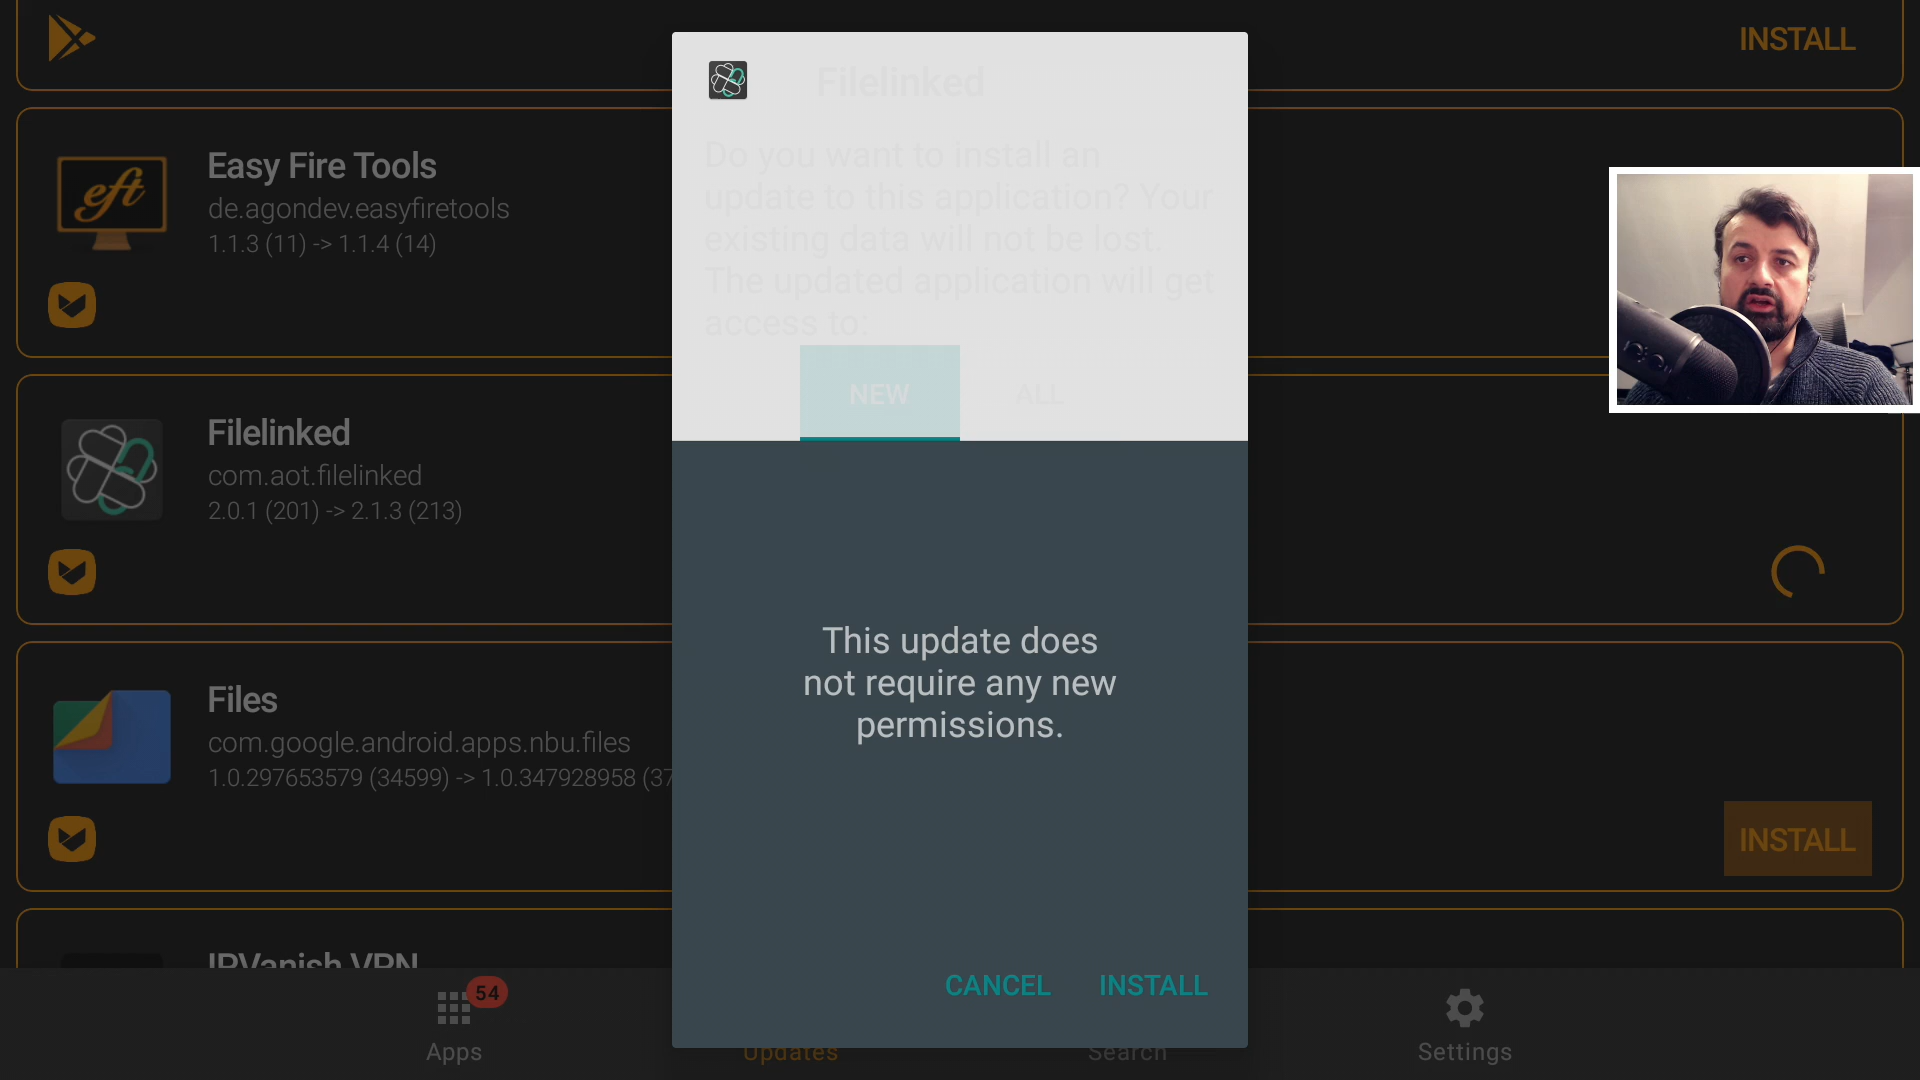 INSTALL
Easy Fire Tools
de.agondev.easyfiretools
1.1.3 (11) -> 1.1.4 (14)
eft
Filelinked
com.aot.filelinked
2.0.1 (201) -> 2.1.3 (213)
Files
com.google.android.apps.nbu.files
1.0.297653579 (34599) -> 1.0.347928958 (37
INSTALL
IPVanish VPN
Filelinked
Do you want to install an
update to this application? Your
existing data will not be lost.
The updated application will get
access to:
NEW ALL
This update does
not require any new
permissions.
CANCEL INSTALL
54
Apps Updates Search Settings